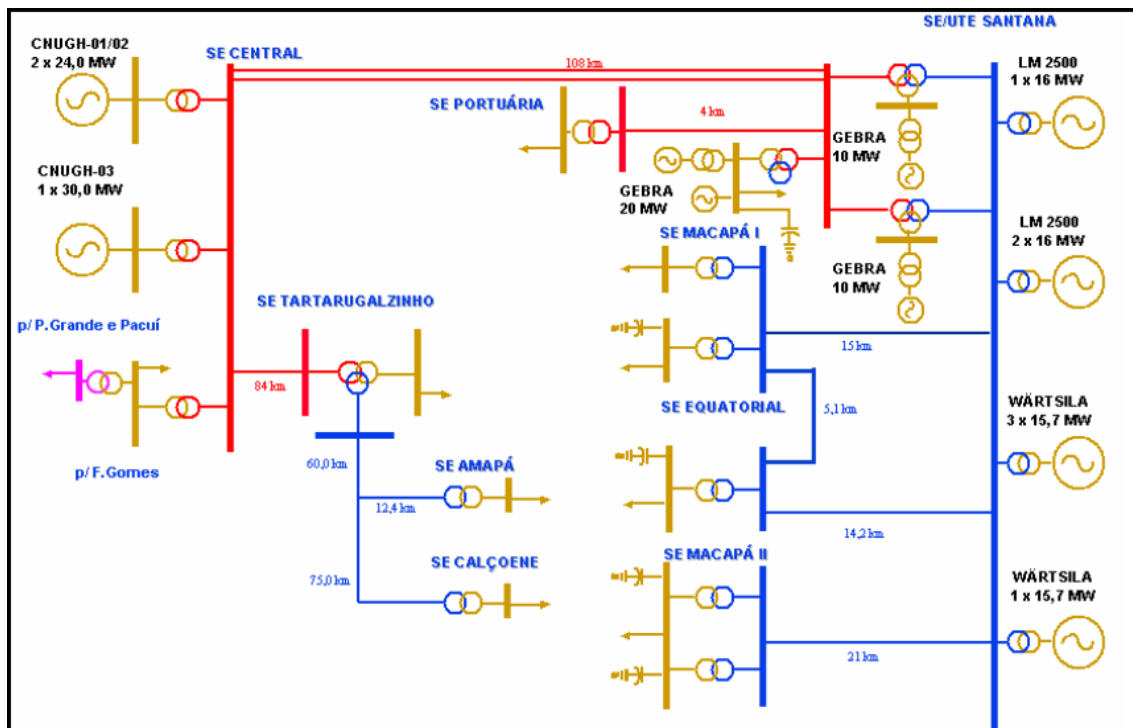 SE/UTE SANTANA
CNUGH-01/02
2 x 24,0 MW
SE CENTRAL
108 km
LM 2500
1 x 16 MW
SE PORTUÁRIA
4 km
GEBRA
10 MW
CNUGH-03
1 x 30,0 MW
GEBRA
20 MW
SE MACAPÁ I
LM 2500
2 x 16 MW
GEBRA
10 MW
SE TARTARUGALZINHO
p/ P.Grande e Pacuí
84 km
15 km
SE EQUATORIAL
5,1 km
WÄRTSILA
3 x 15,7 MW
p/ F.Gomes
60,0 km
SE AMAPÁ
12,4 km
14,2 km
SE CALÇOENE
SE MACAPÁ II
75,0 km
WÄRTSILA
1 x 15,7 MW
21 km